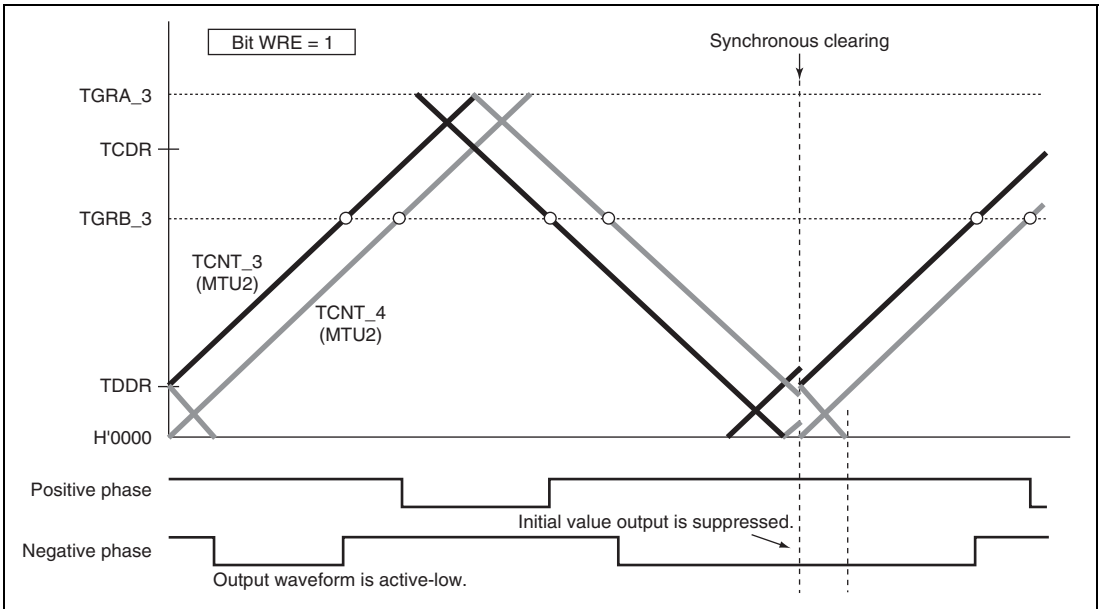 Bit WRE = 1
Synchronous clearing
TGRA_3
TCDR
TGRB_3
TCNT_3
(MTU2)
TCNT_4
(MTU2)
TDDR
H'0000
Positive phase
Initial value output is suppressed.
Negative phase
Output waveform is active-low.